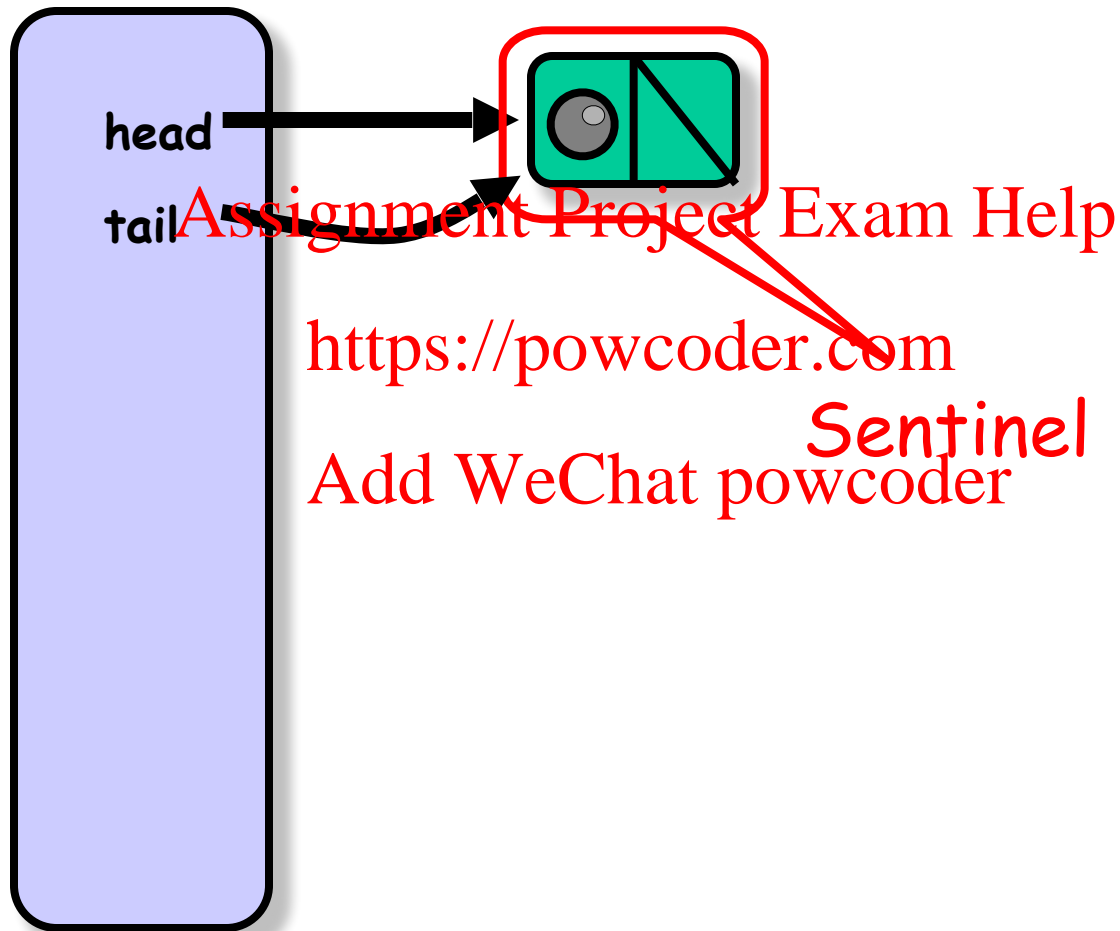 head
tail
Assignment Project Exam Help
https://powcoder.com
Sentinel
Add WeChat powcoder